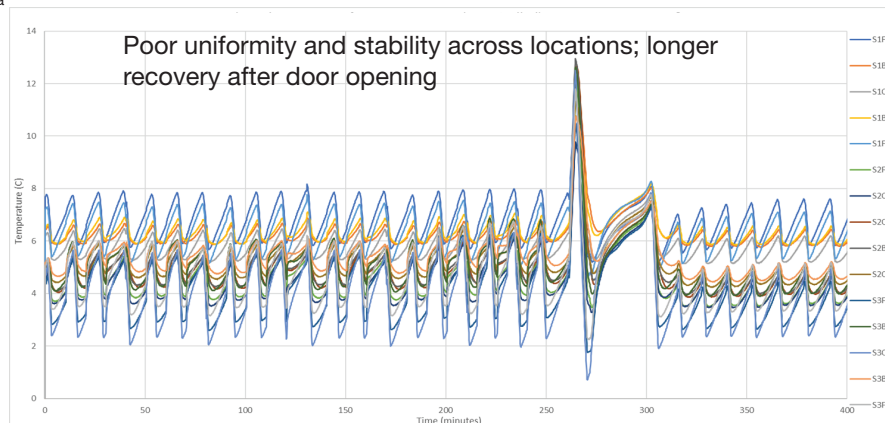 a
Poor uniformity and stability across locations; longer
recovery after door opening
14
12
10
8
6
4
2
0
Temperature (C)
0 50 100 150 200 250 300 350 400
Time (minutes)
S1F
S1B
S1C
S1B
S1F
S2F
S2C
S2C
S2B
S2C
S3F
S3B
S3C
S3B
S3F